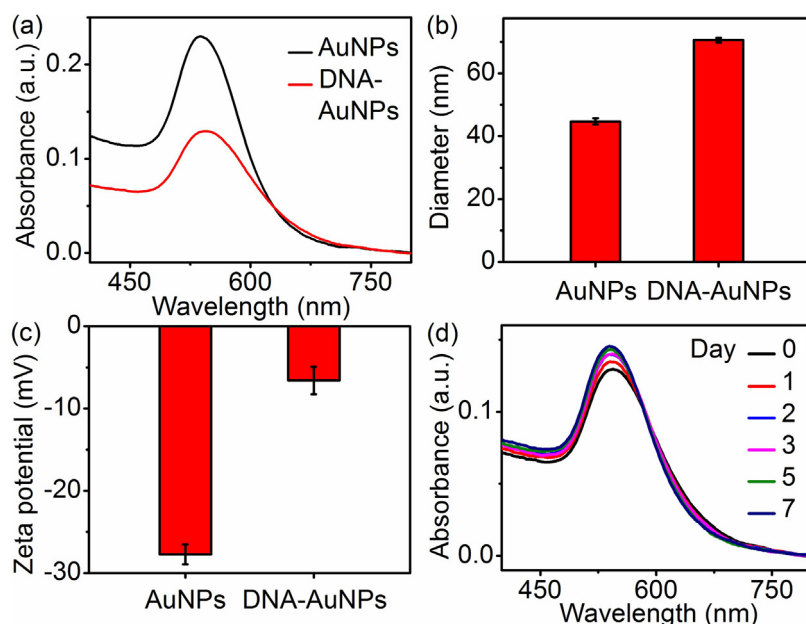 (a)
AuNPs
DNA-
AuNPs
0.2
0.1
0.0
Absorbance (a.u.)
450
600
750
Wavelength (nm)
(b)
60
40
20
0
Diameter (nm)
AuNPs
DNA-AuNPs
(c)
0
-10
-20
-30
Zeta potential (mV)
AuNPs
DNA-AuNPs
(d)
Day
0
1
2
3
5
7
0.1
0.0
Absorbance (a.u.)
450
600
750
Wavelength (nm)